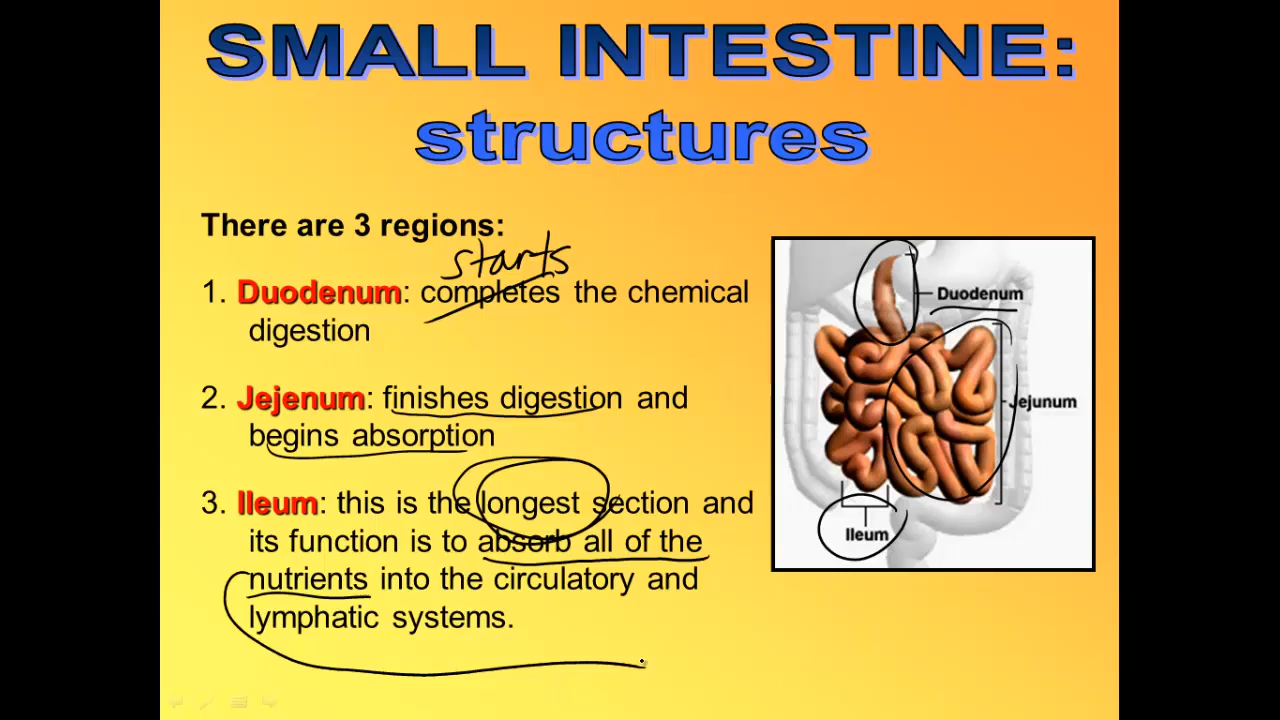 SMALL INTESTINE:
structures
There are 3 regions:
starts
1. Duodenum: completes the chemical
digestion
2. Jejenum: finishes digestion and
begins absorption
3. Ileum: this is the longest section and
its function is to absorb all of the
nutrients into the circulatory and
lymphatic systems.
Duodenum
Jejunum
Ileum